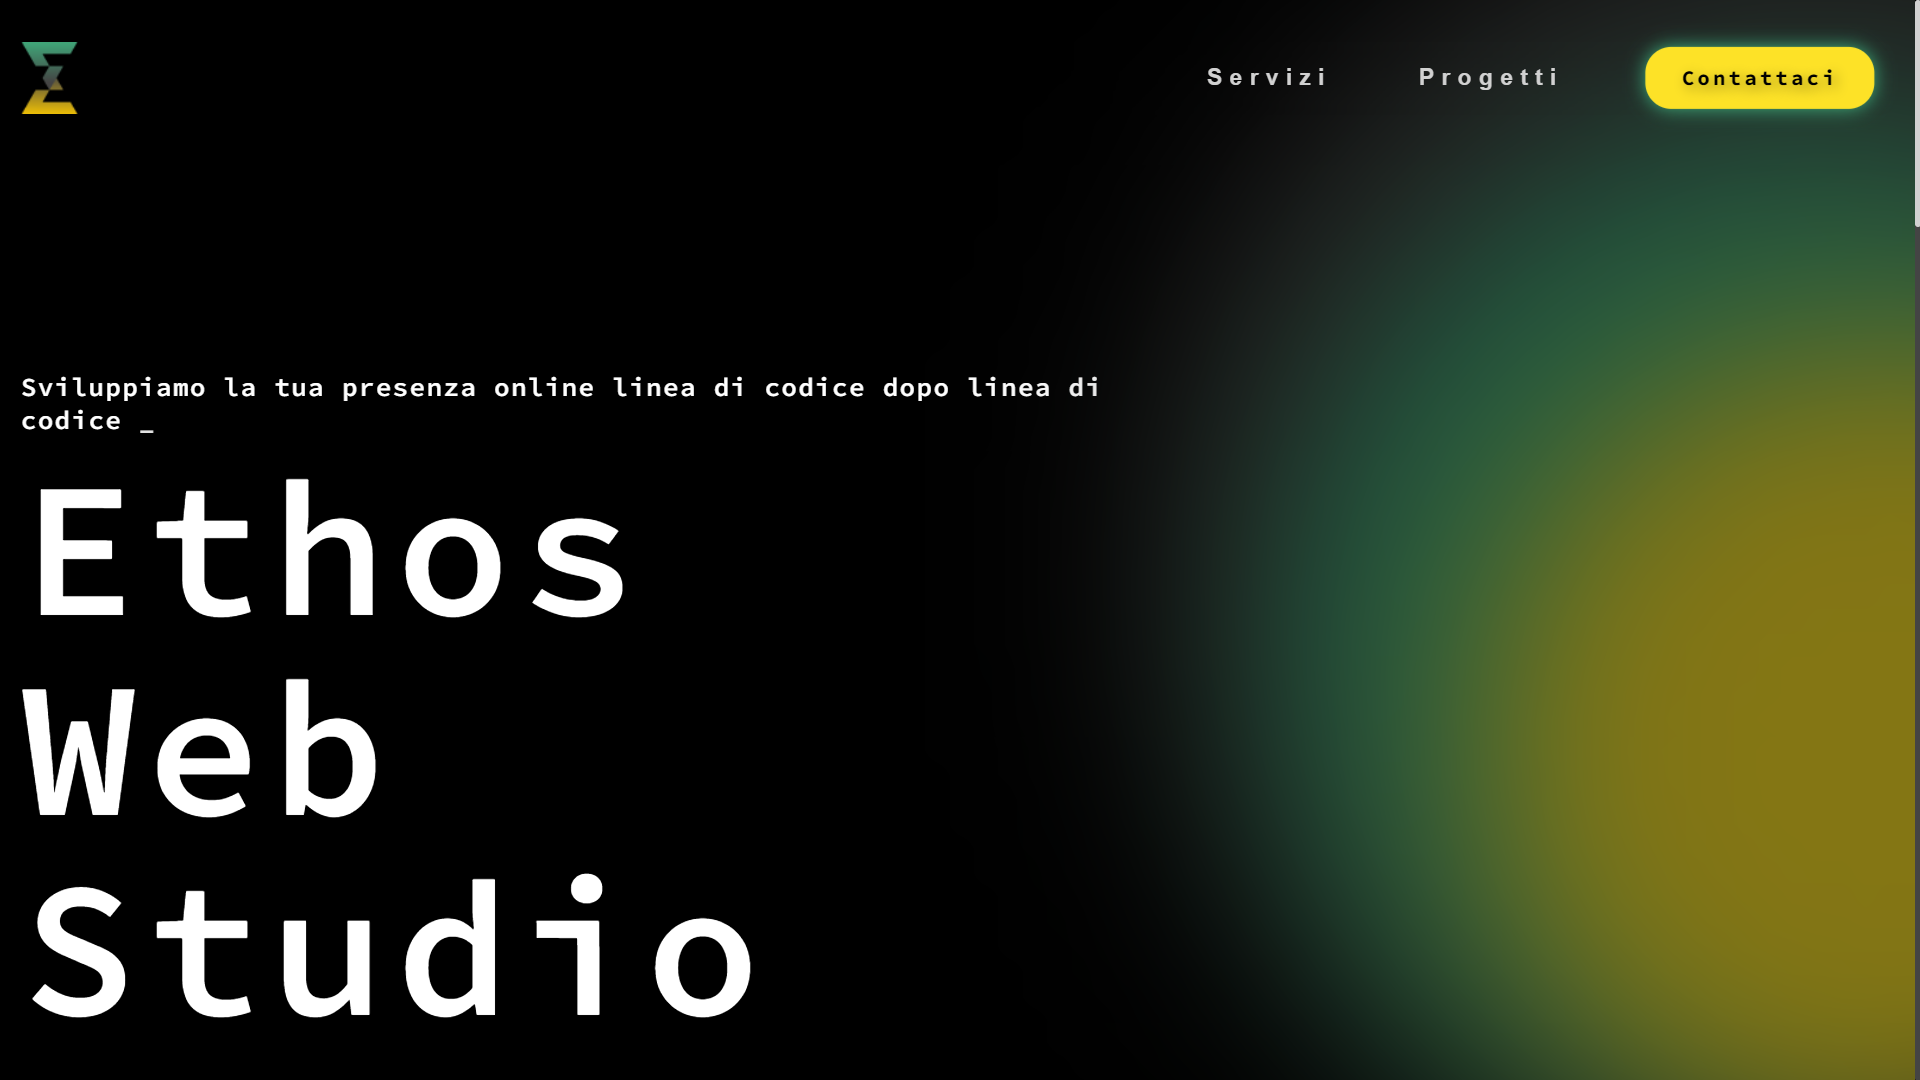 Servizi
Progetti
Contattaci
Sviluppiamo la tua presenza online linea di codice dopo linea di
codice _
Ethos
Web
Studio